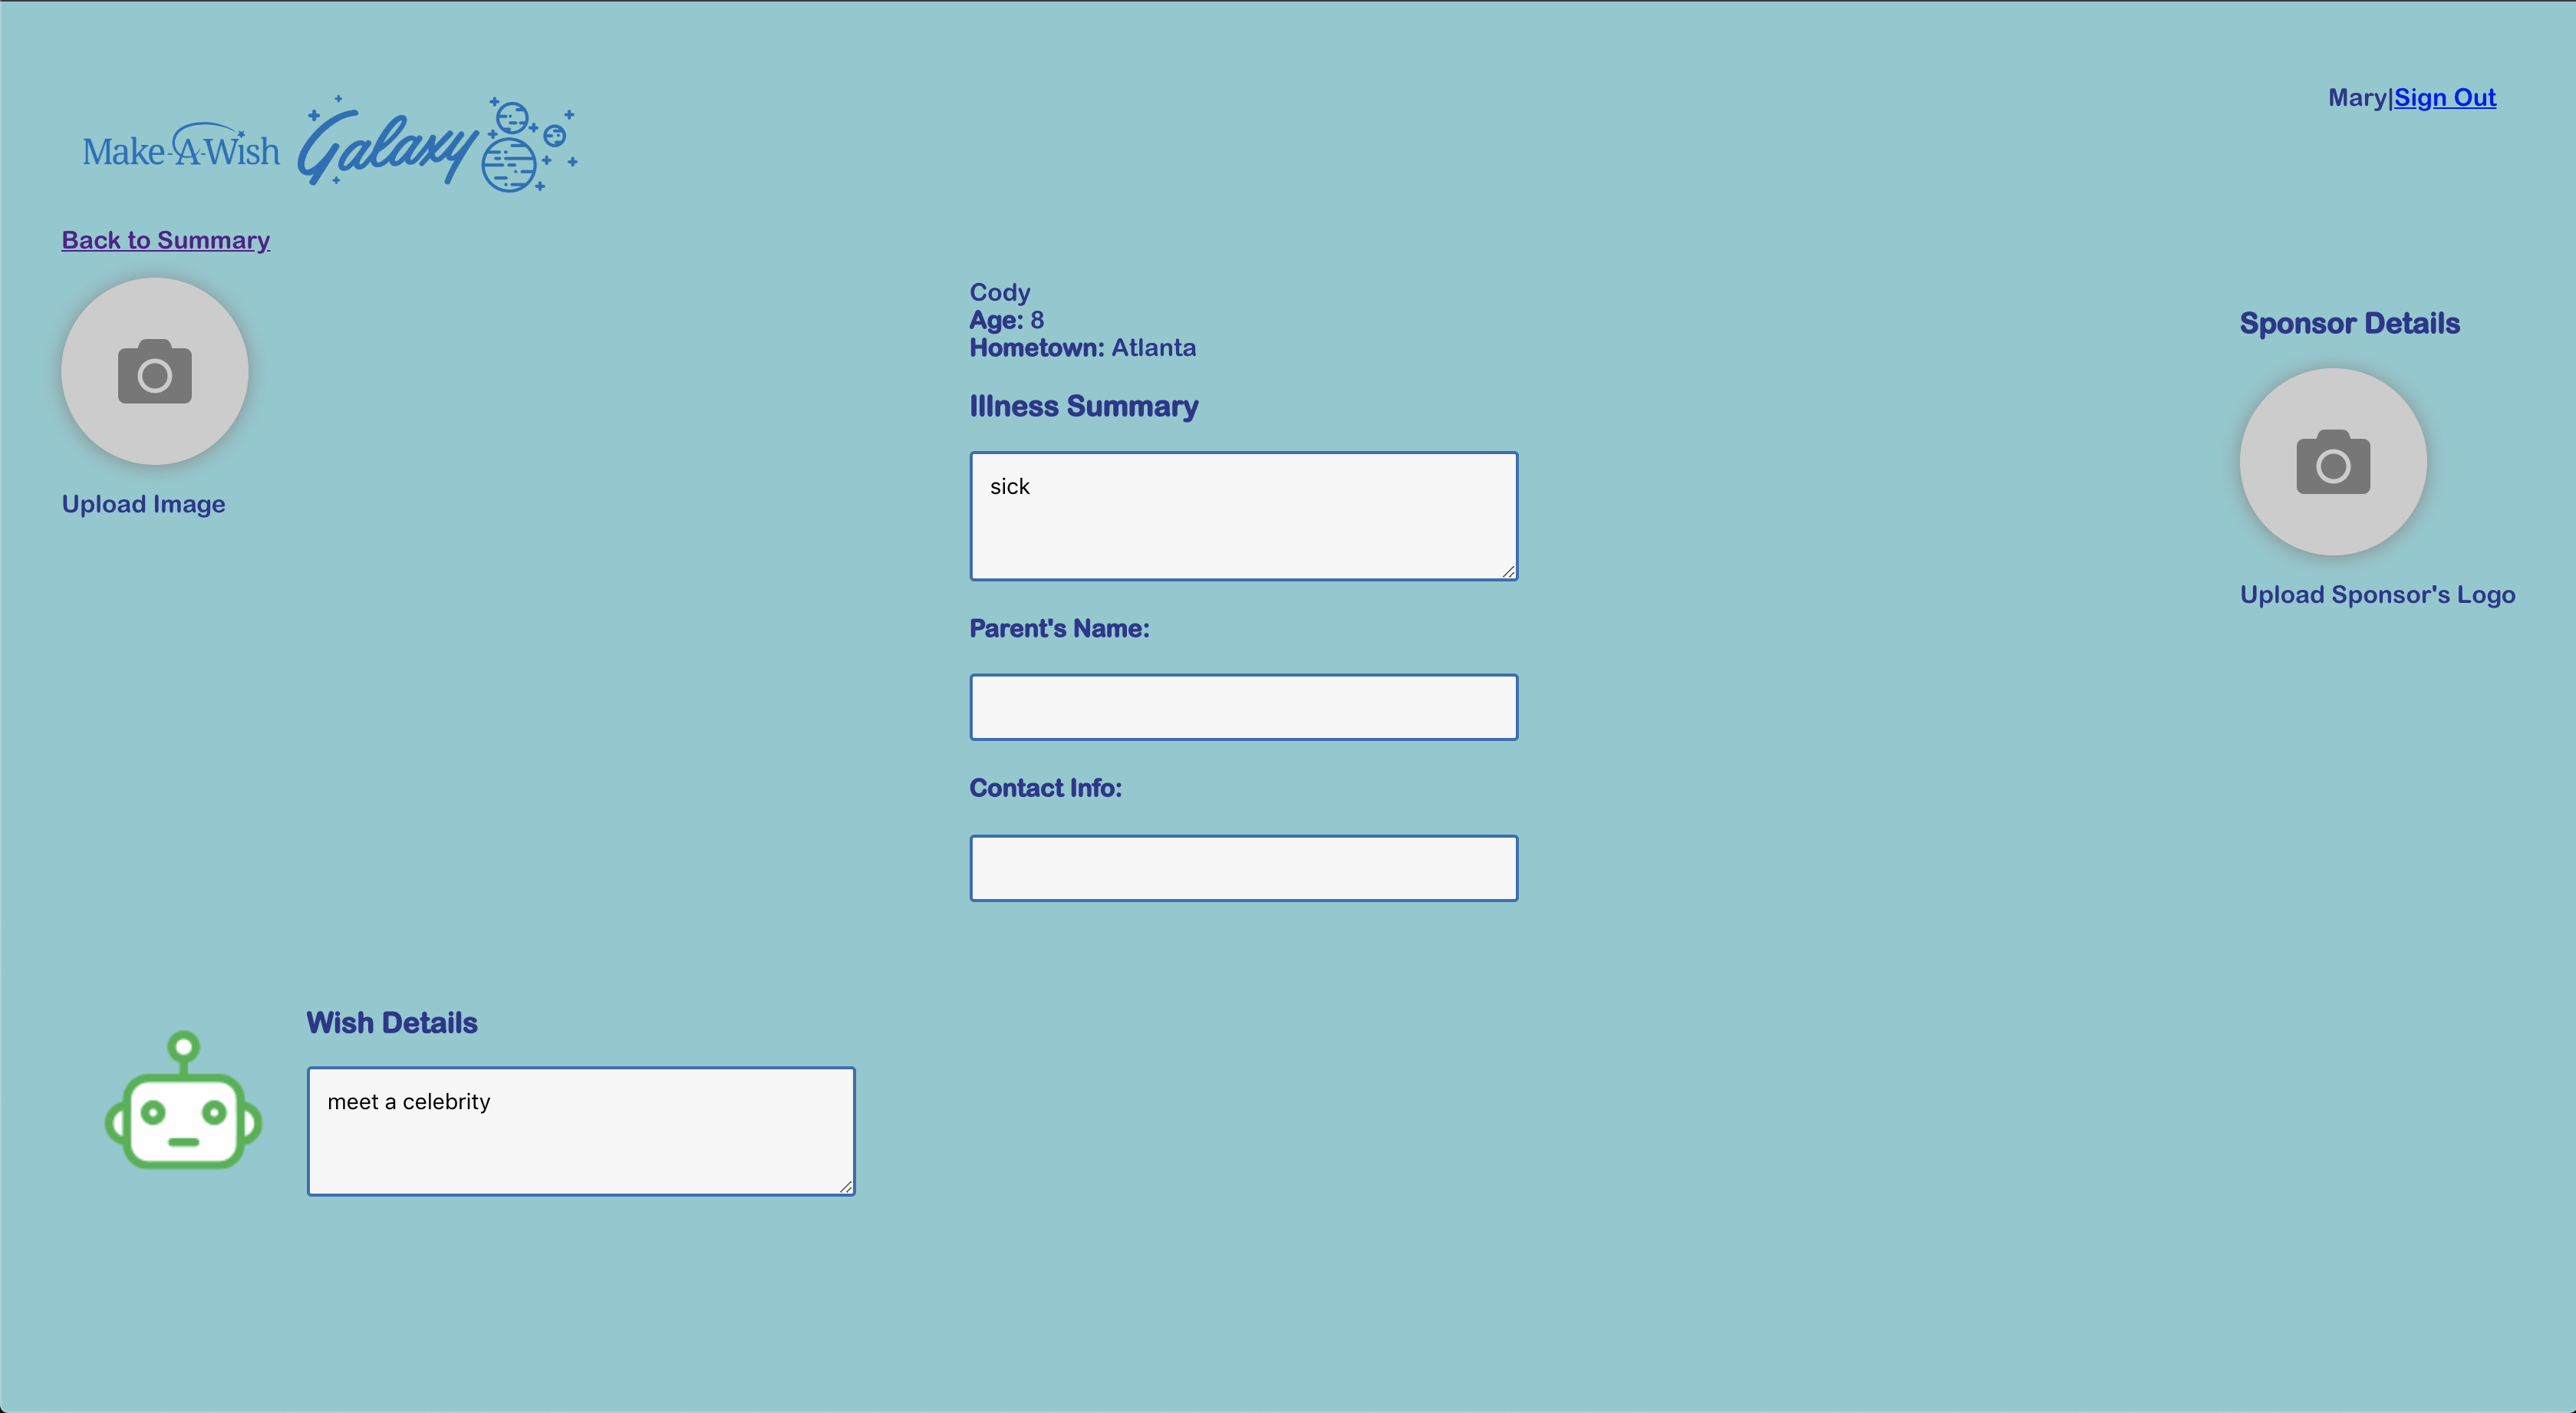 Make-A-Wish Galaxy
Mary|Sign Out
Back to Summary
Upload Image
Cody
Age: 8
Hometown: Atlanta
Illness Summary
sick
Parent's Name:
Contact Info:
Sponsor Details
Upload Sponsor's Logo
Wish Details
meet a celebrity